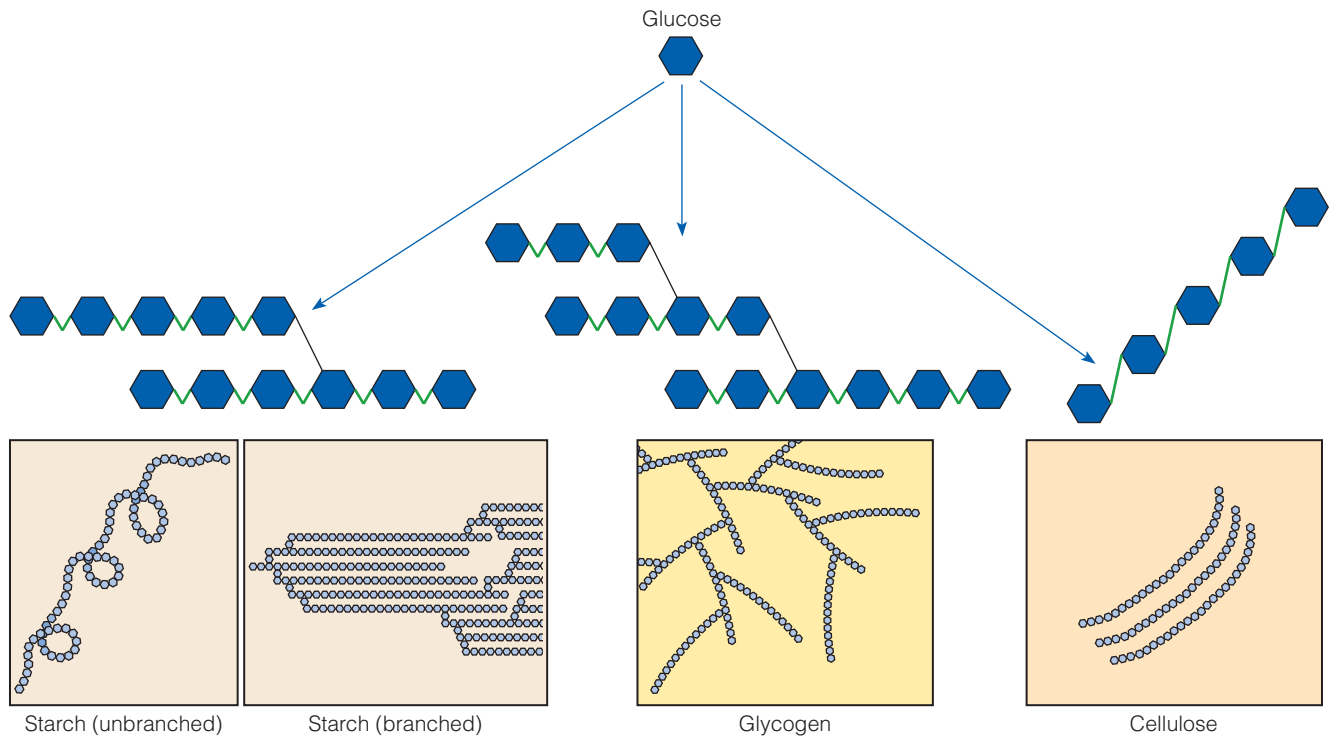 Glucose
Starch (unbranched)
Starch (branched)
Glycogen
Cellulose